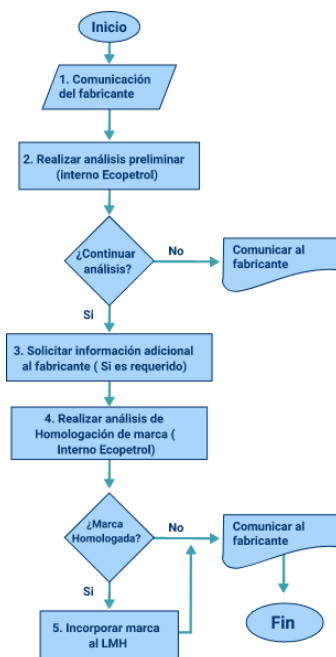 Inicio
1. Comunicación
del fabricante
2. Realizar análisis preliminar
(interno Ecopetrol)
¿Continuar
análisis?
No
Comunicar al
fabricante
Si
3. Solicitar información adicional
al fabricante ( Si es requerido)
4. Realizar análisis de
Homologación de marca (
Interno Ecopetrol)
¿Marca
Homologada?
No
Comunicar al
fabricante
Si
5. Incorporar marca
al LMH
Fin